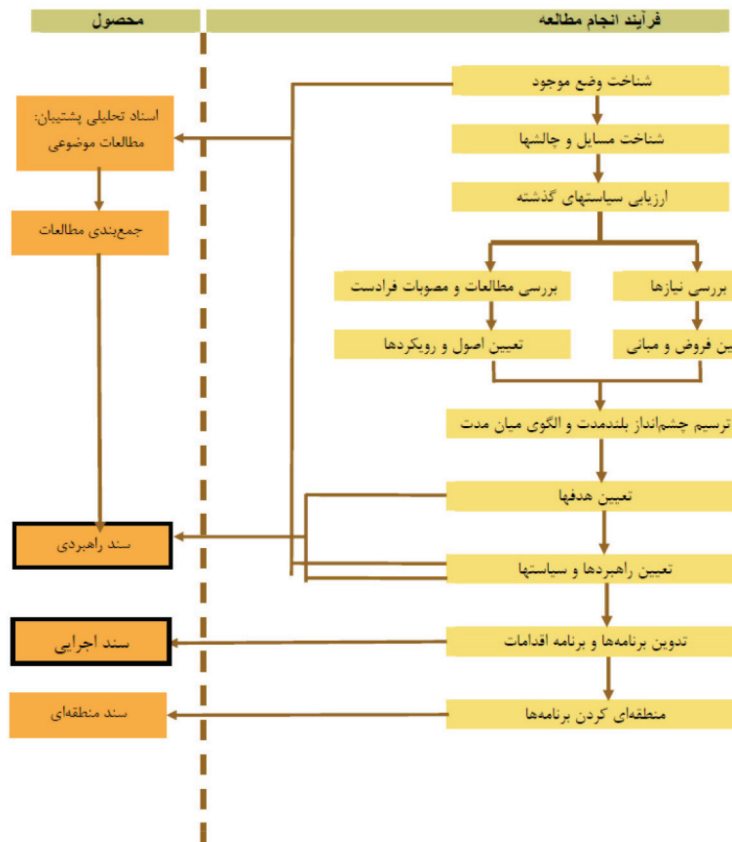 فرآیند انجام مطالعه
محصول
شناخت وضع موجود
شناخت مسایل و چالشها
ارزیابی سیاستهای گذشته
بررسی نیازها
بررسی مطالعات و مصوبات فرادست
ین فروض و مبانی
تعیین اصول و رویکردها
ترسیم چشم‌انداز بلندمدت و الگوی میان مدت
تعیین هدفها
تعیین راهبردها و سیاستها
تدوین برنامه‌ها و برنامه اقدامات
منطقه‌ای کردن برنامه‌ها
اسناد تحلیلی پشتیبان:
مطالعات موضوعی
جمع‌بندی مطالعات
سند راهبردی
سند اجرایی
سند منطقه‌ای